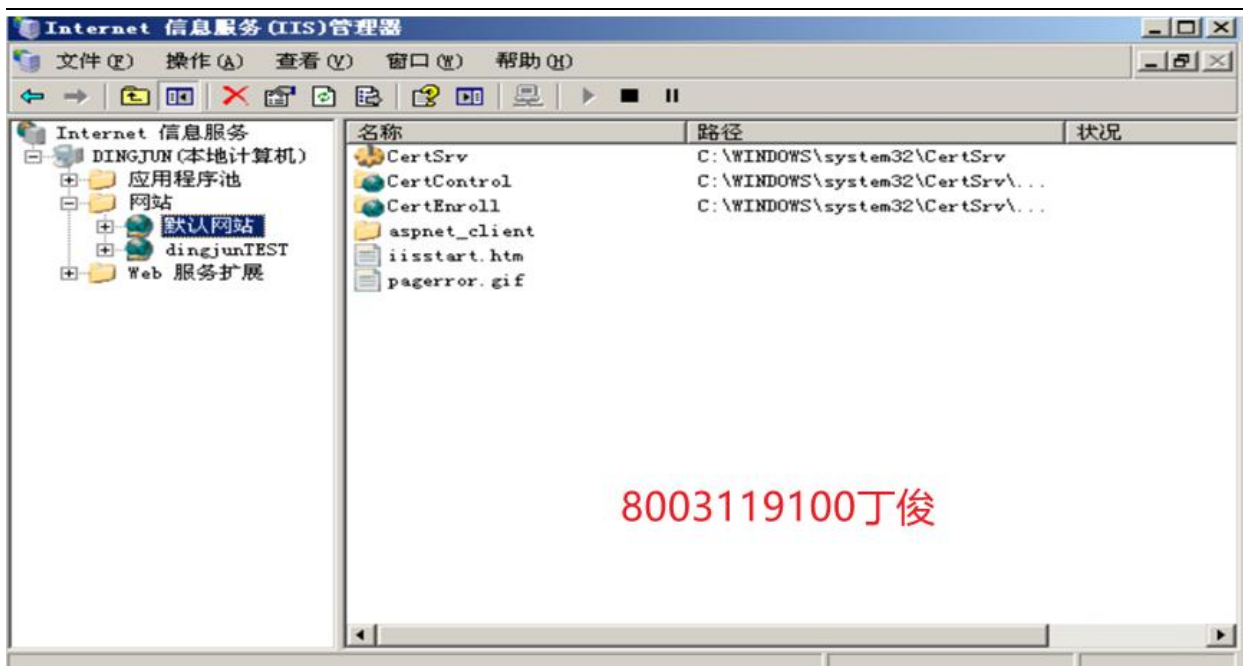 Internet 信息服务(IIS)管理器
文件(F) 操作(A) 查看(V) 窗口(W) 帮助(H)
Internet 信息服务
DINGJUN(本地计算机)
应用程序池
网站
默认网站
dingjunTEST
Web 服务扩展
名称 路径 状况
CertSrv C:\WINDOWS\system32\CertSrv
CertControl C:\WINDOWS\system32\CertSrv\...
CertEnroll C:\WINDOWS\system32\CertSrv\...
aspnet_client
iisstart.htm
pagerror.gif
8003119100丁俊